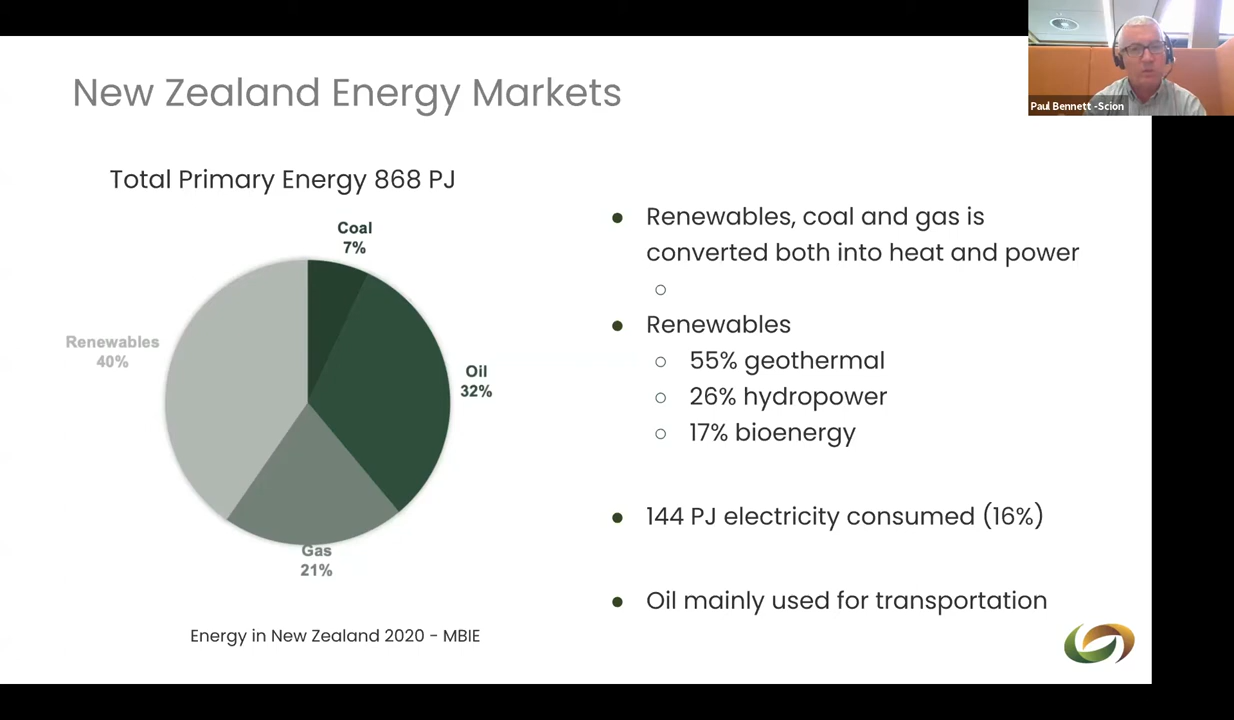 New Zealand Energy Markets
Paul Bennett -Scion
Total Primary Energy 868 PJ
Coal
7%
Renewables
40%
Oil
32%
Gas
21%
Energy in New Zealand 2020 - MBIE
Renewables, coal and gas is
converted both into heat and power
Renewables
55% geothermal
26% hydropower
17% bioenergy
144 PJ electricity consumed (16%)
Oil mainly used for transportation